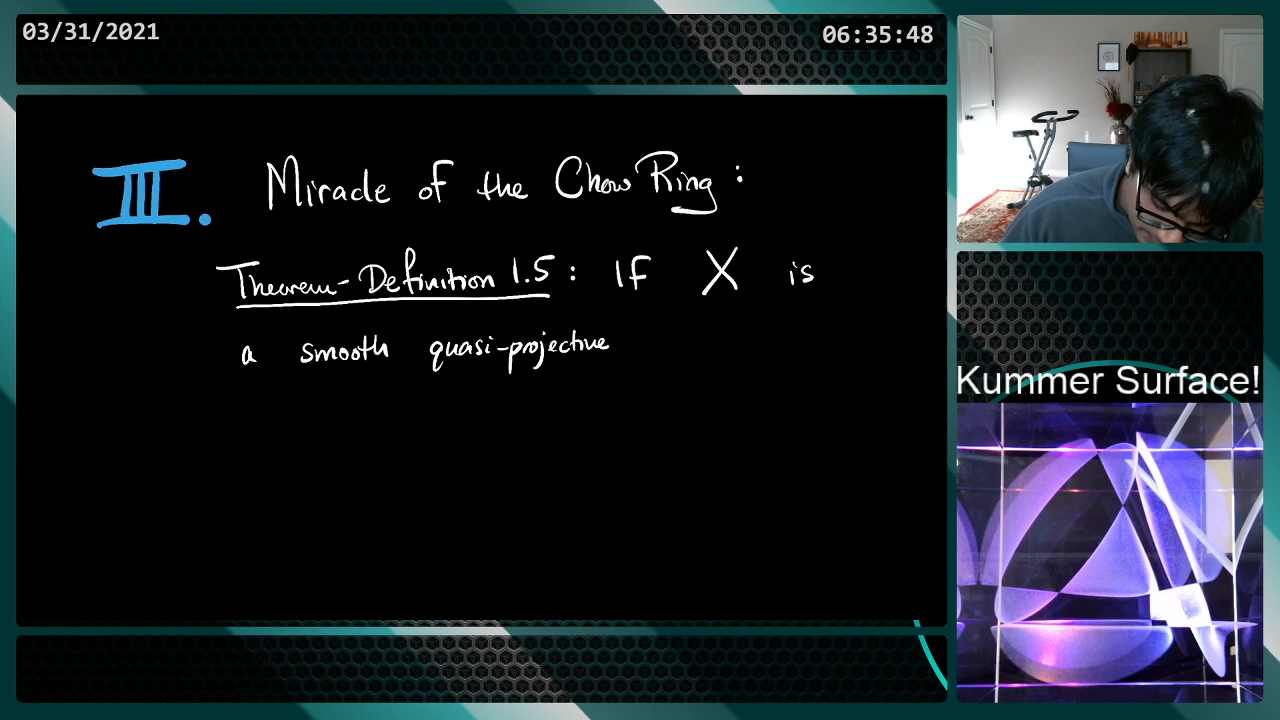 03/31/2021
06:35:48
III. Miracle of the Chow Ring:
Theorem-Definition 1.5: If X is
a smooth quasi-projective
Kummer Surface!